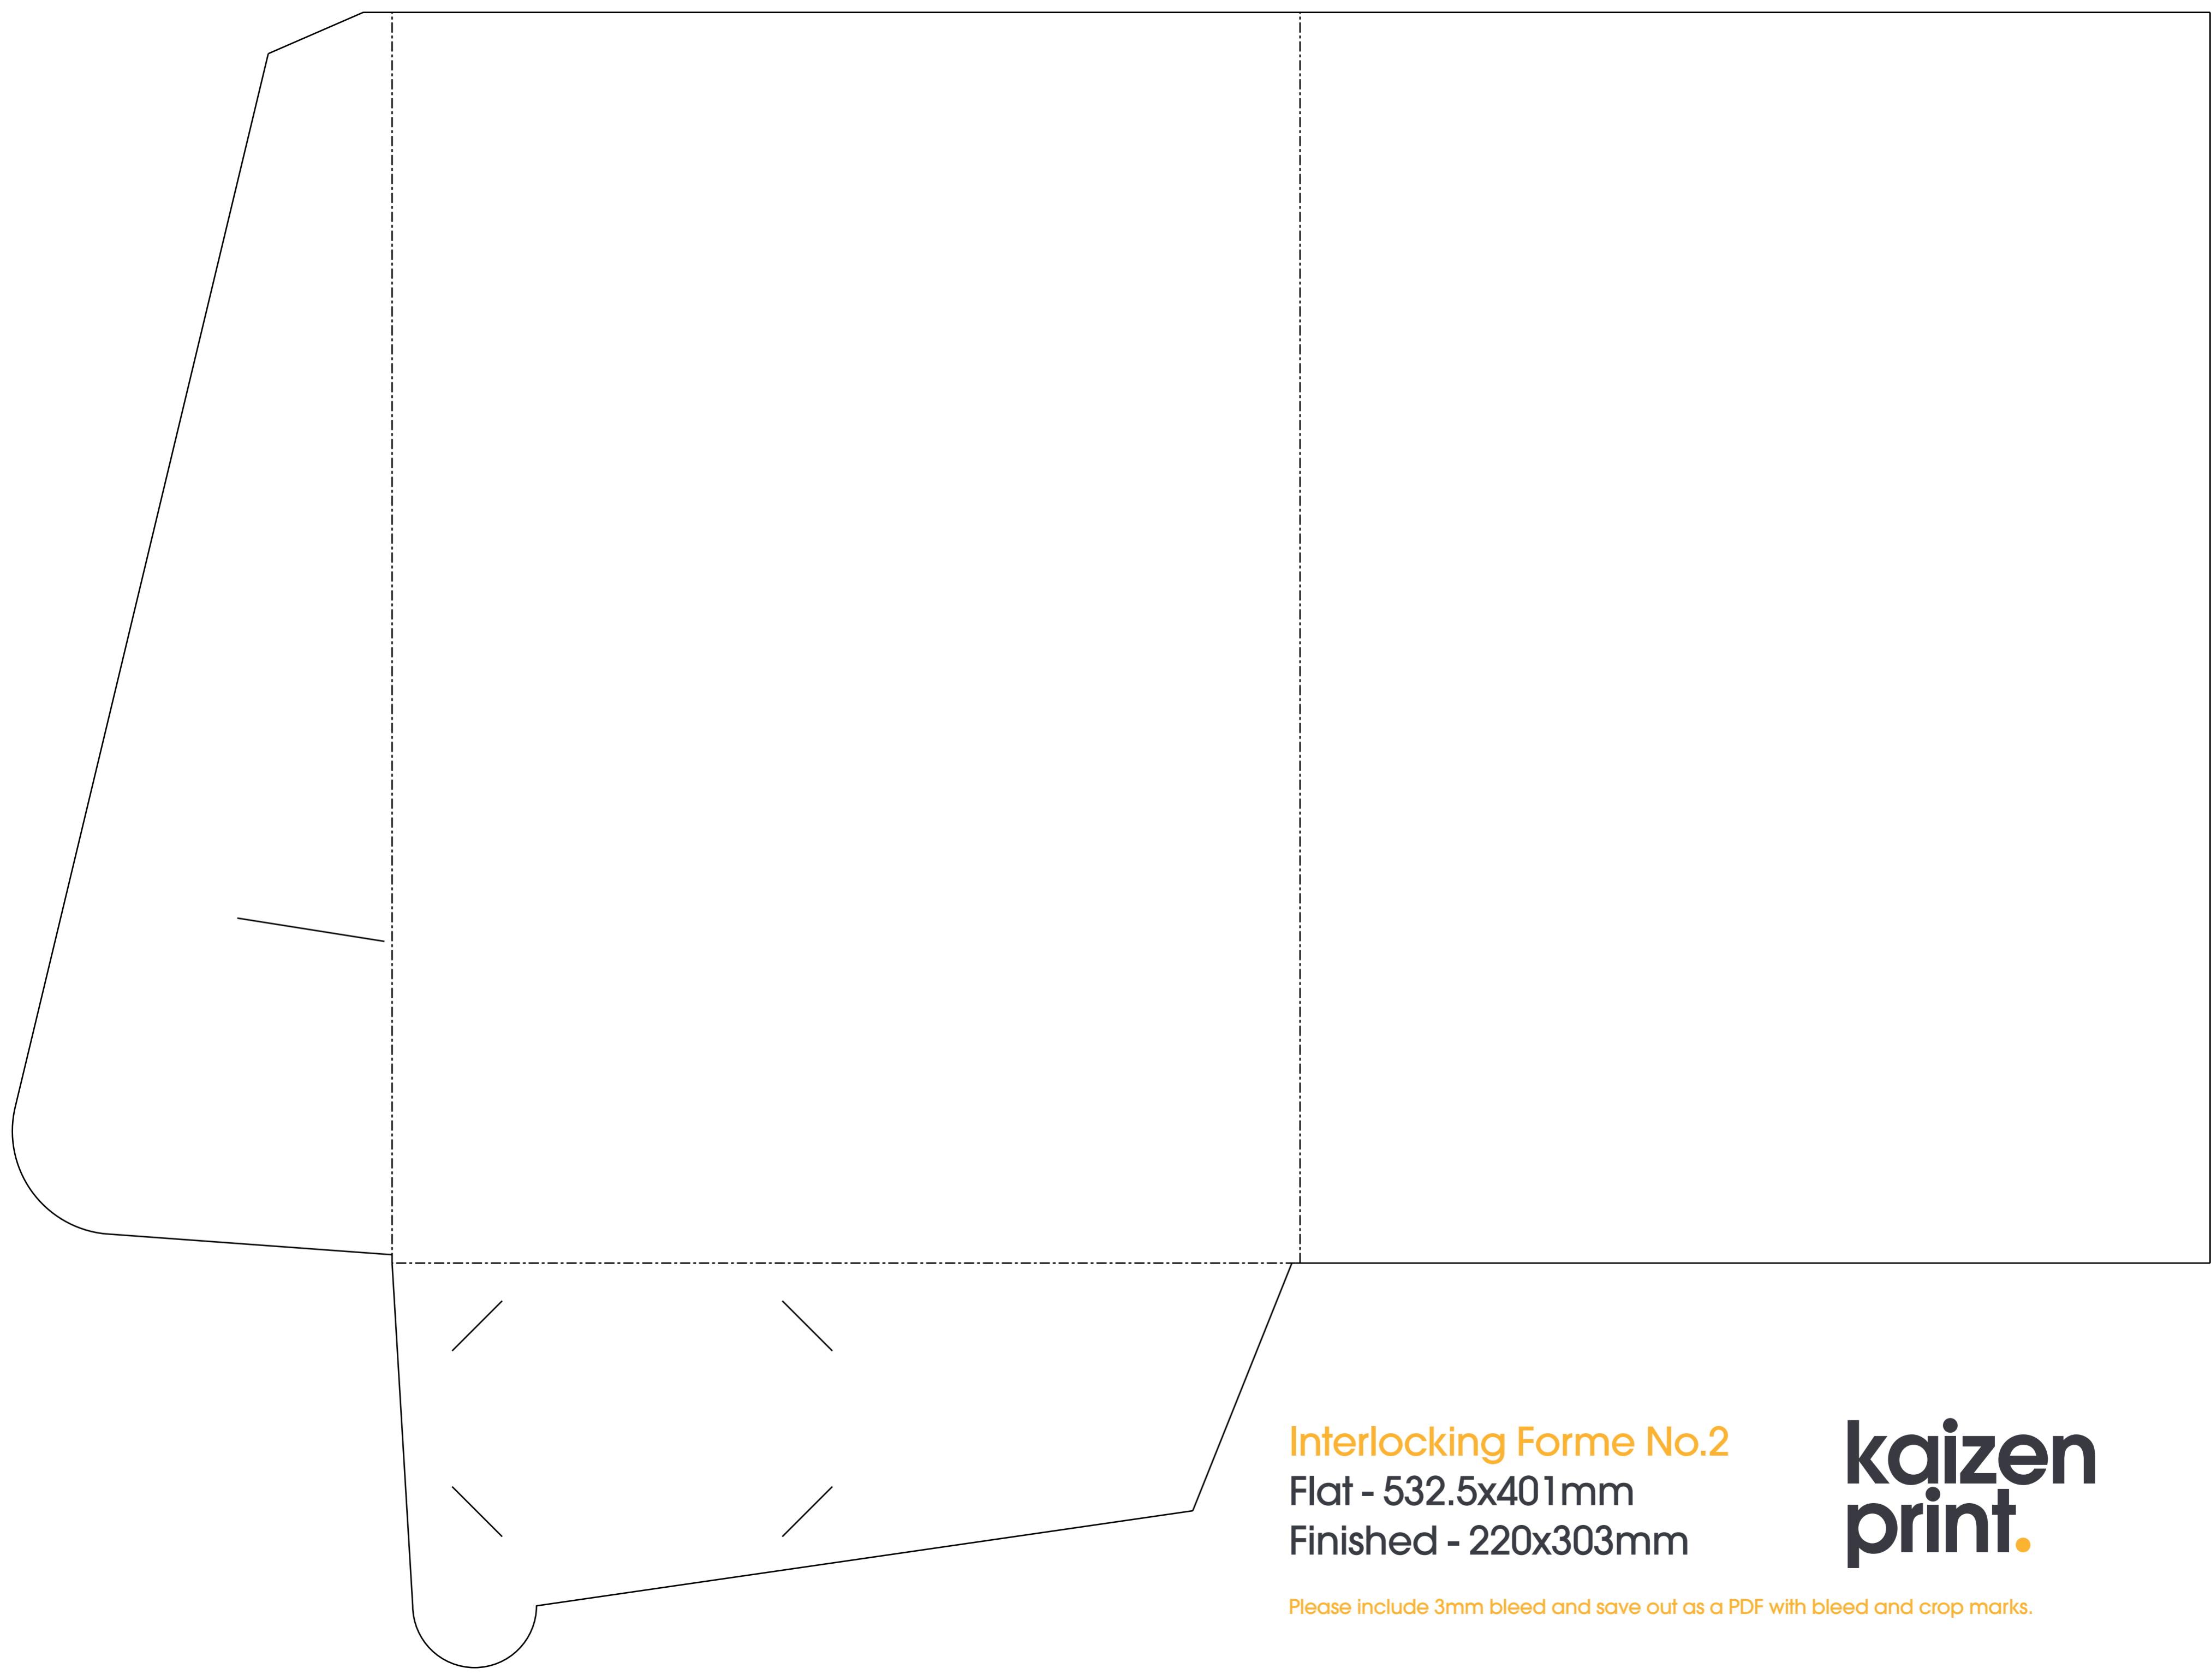 Interlocking Forme No.2
Flat - 532.5x401mm
Finished - 220x303mm
Please include 3mm bleed and save out as a PDF with bleed and crop marks.
kaizen
print.